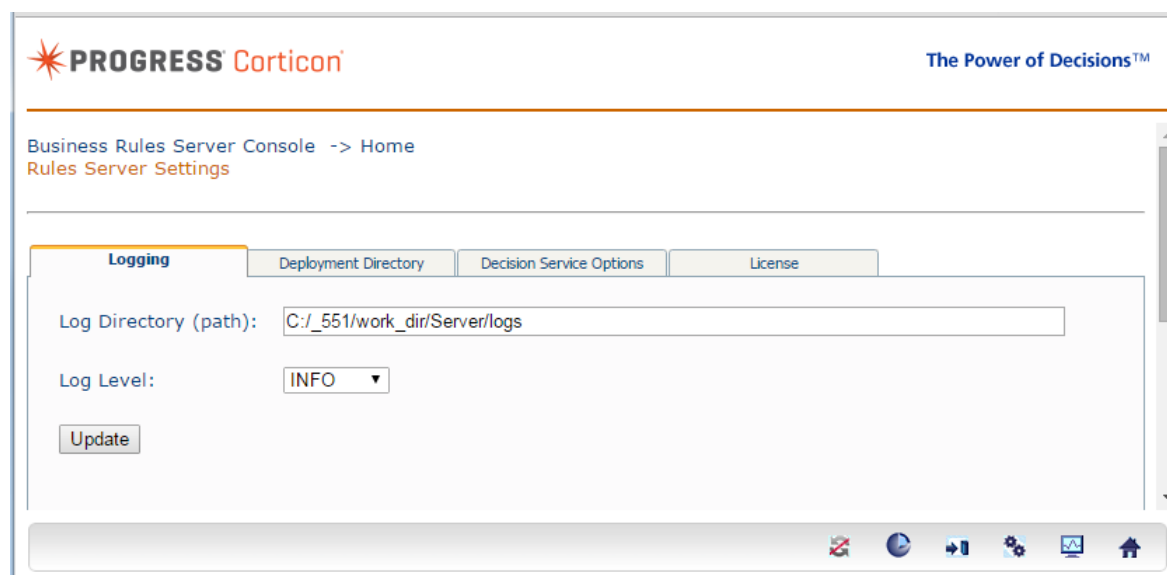 PROGRESS Corticon
The Power of Decisions™
Business Rules Server Console -> Home
Rules Server Settings
Logging
Deployment Directory
Decision Service Options
License
Log Directory (path): C:/_551/work_dir/Server/logs
Log Level: INFO
Update